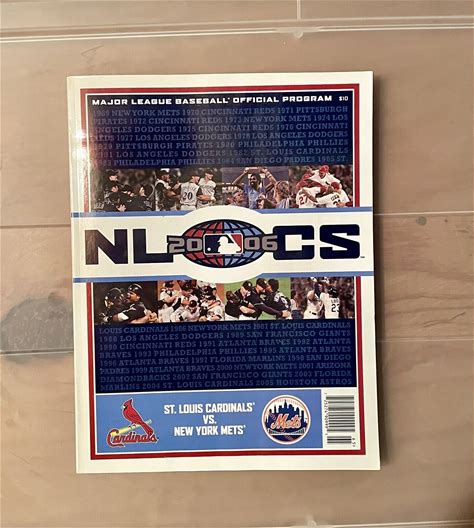 MAJOR LEAGUE BASEBALL OFFICIAL PROGRAM $10
1969 NEW YORK METS 1970 PITTSBURGH
PIRATES 1972 CINCINNATI REDS 1973 NEW YORK METS 1974 LOS
ANGELES DODGERS 1975 CINCINNATI REDS 1976
1977 LOS ANGELES DODGERS 1978 LOS ANGELES DODGERS
1979 PITTSBURGH PIRATES 1980 PHILADELPHIA PHILLIES
1981 LOS ANGELES DODGERS 1982 ST. LOUIS CARDINALS
1983 PHILADELPHIA PHILLIES 1984 SAN DIEGO PADRES 1985 ST.
NL 2006 CS
LOUIS CARDINALS 1986 NEW YORK METS 1987 ST. LOUIS
CARDINALS 1988 LOS ANGELES DODGERS 1989 SAN FRANCISCO GIANTS
1990 CINCINNATI REDS 1991 ATLANTA BRAVES 1992 ATLANTA
BRAVES 1993 PHILADELPHIA PHILLIES 1995 ATLANTA BRAVES
1996 ATLANTA BRAVES 1997 FLORIDA MARLINS 1998 SAN DIEGO
PADRES 1999 ATLANTA BRAVES 2000 NEW YORK METS 2001 ARIZONA
DIAMONDBACKS 2002 SAN FRANCISCO GIANTS 2003 FLORIDA
MARLINS 2004 ST. LOUIS CARDINALS 2005 HOUSTON ASTROS
Cardinals
ST. LOUIS CARDINALS
VS.
NEW YORK METS
Mets